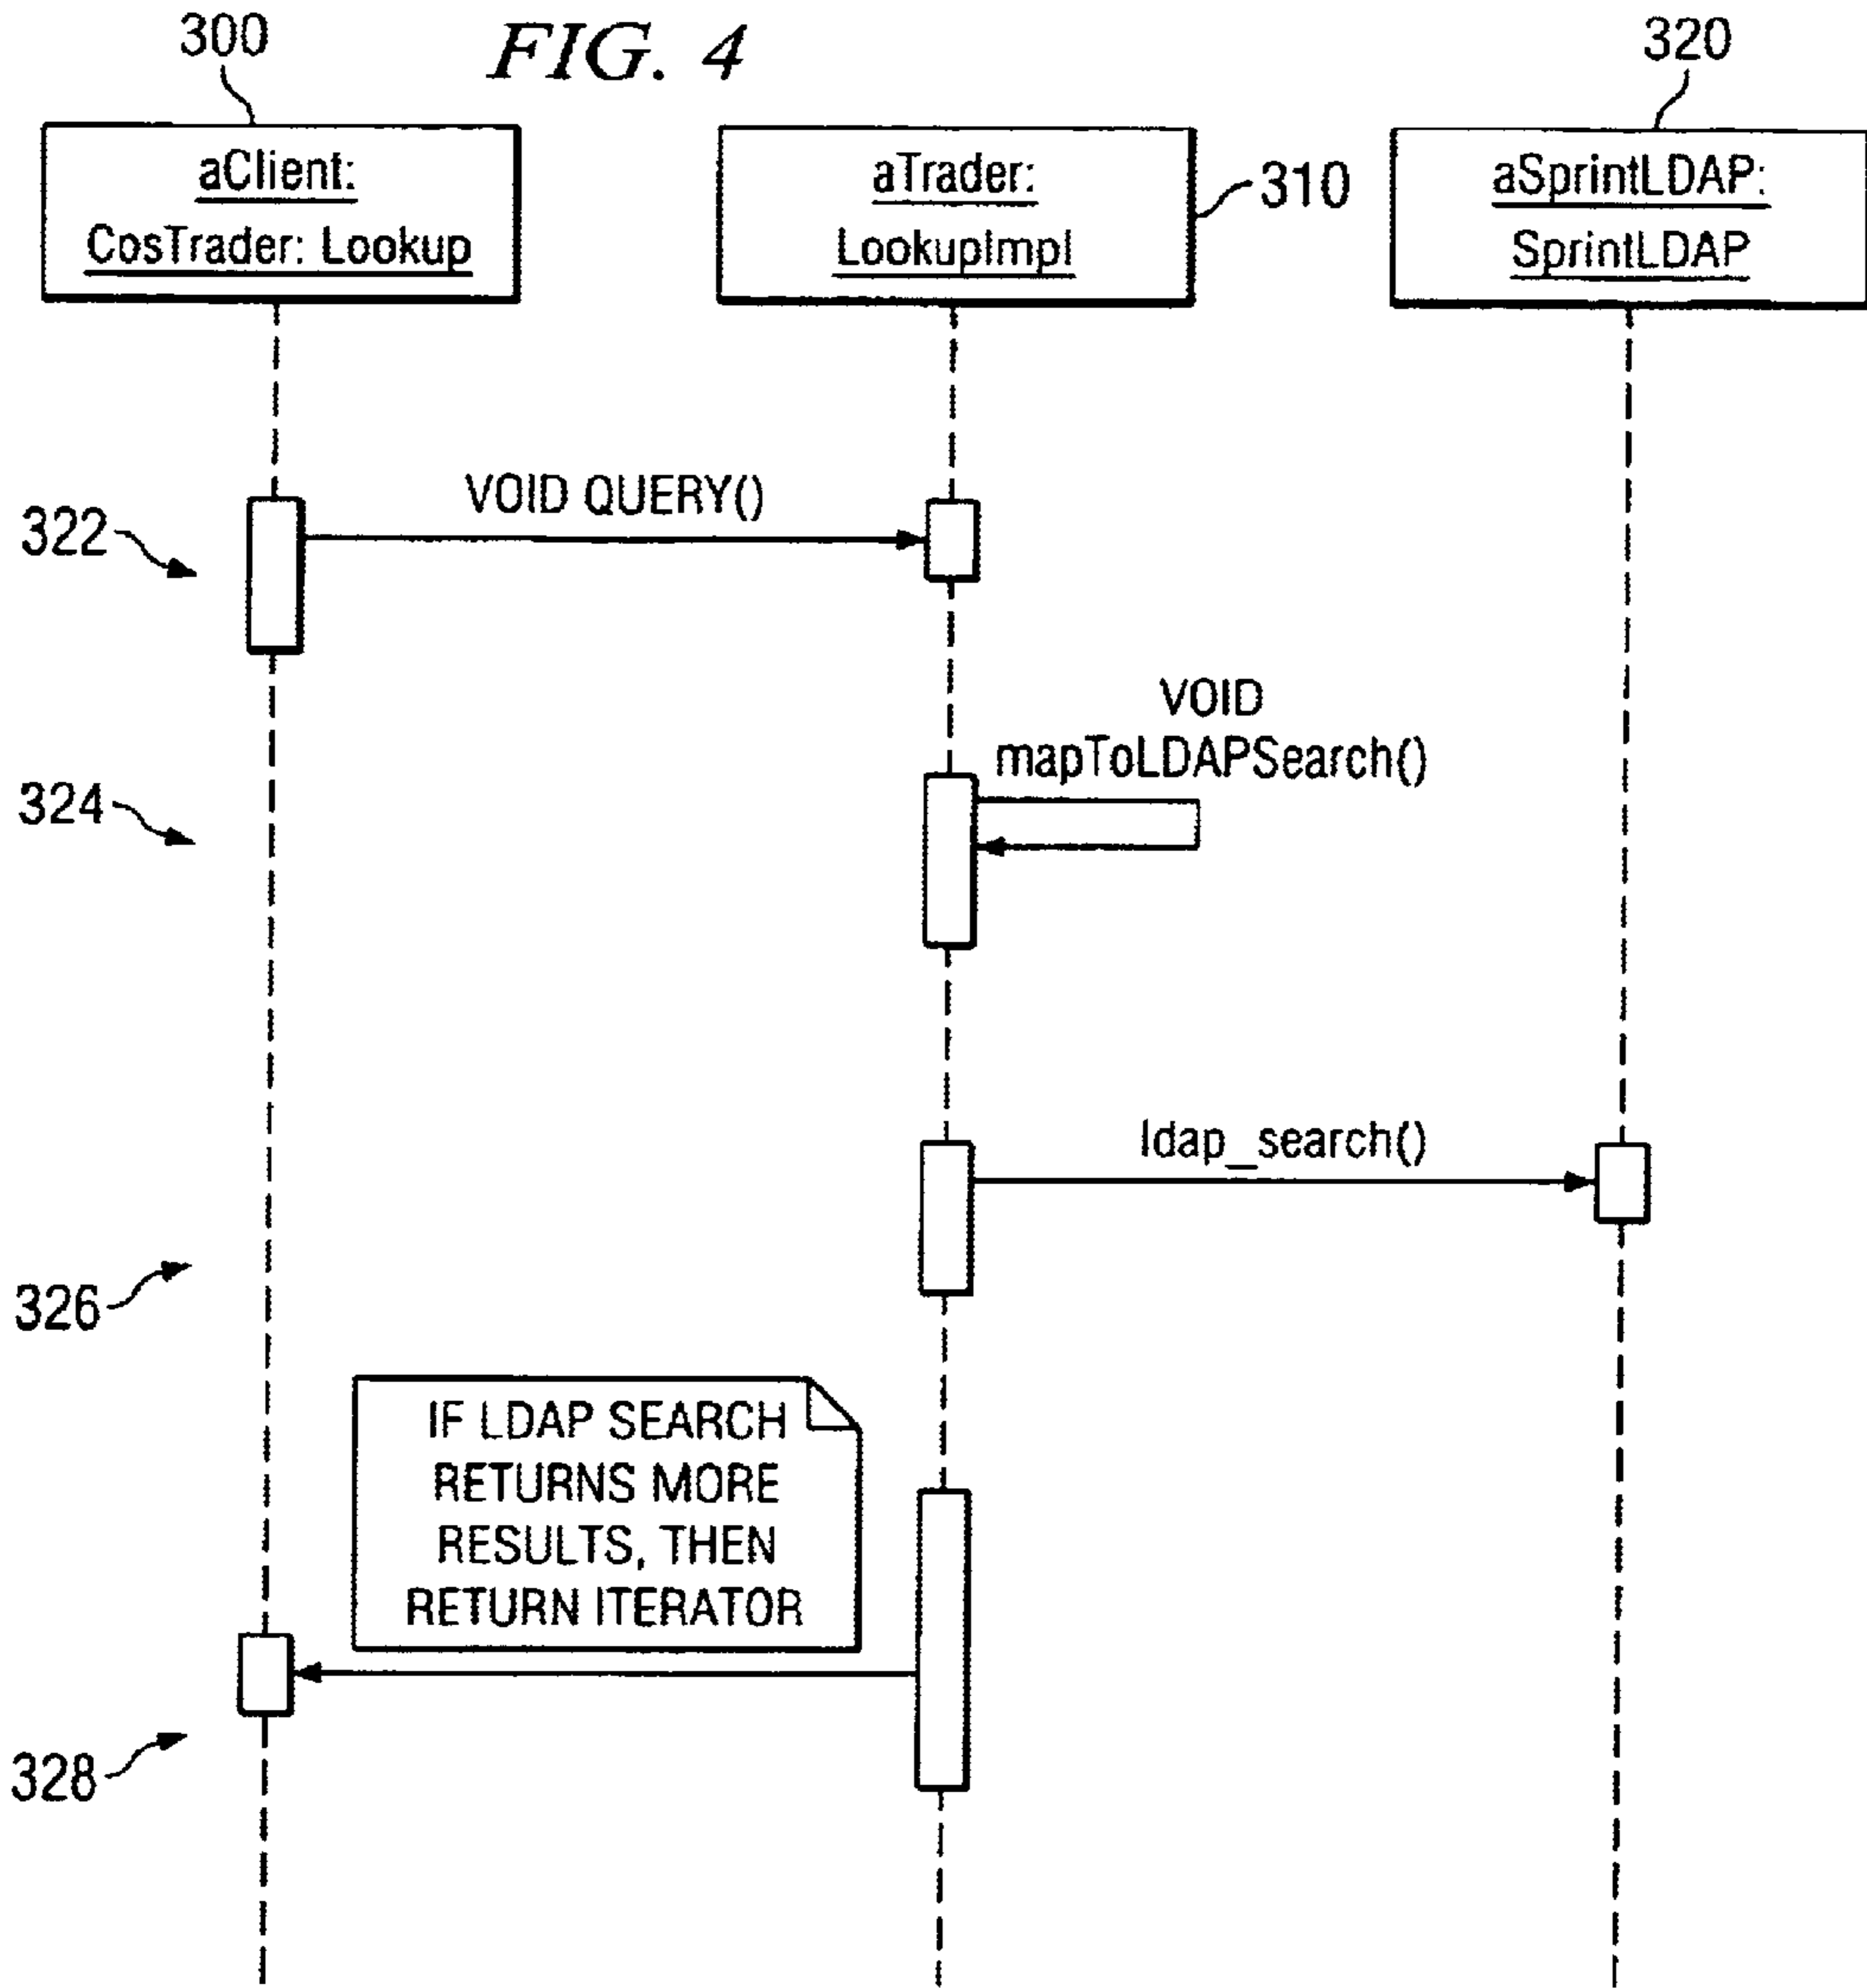 FIG. 4
300
320
aClient:
CosTrader: Lookup
aTrader:
LookupImpl
310
aSprintLDAP:
SprintLDAP
VOID QUERY()
322
VOID
mapToLDAPSearch()
324
ldap_search()
326
IF LDAP SEARCH
RETURNS MORE
RESULTS, THEN
RETURN ITERATOR
328